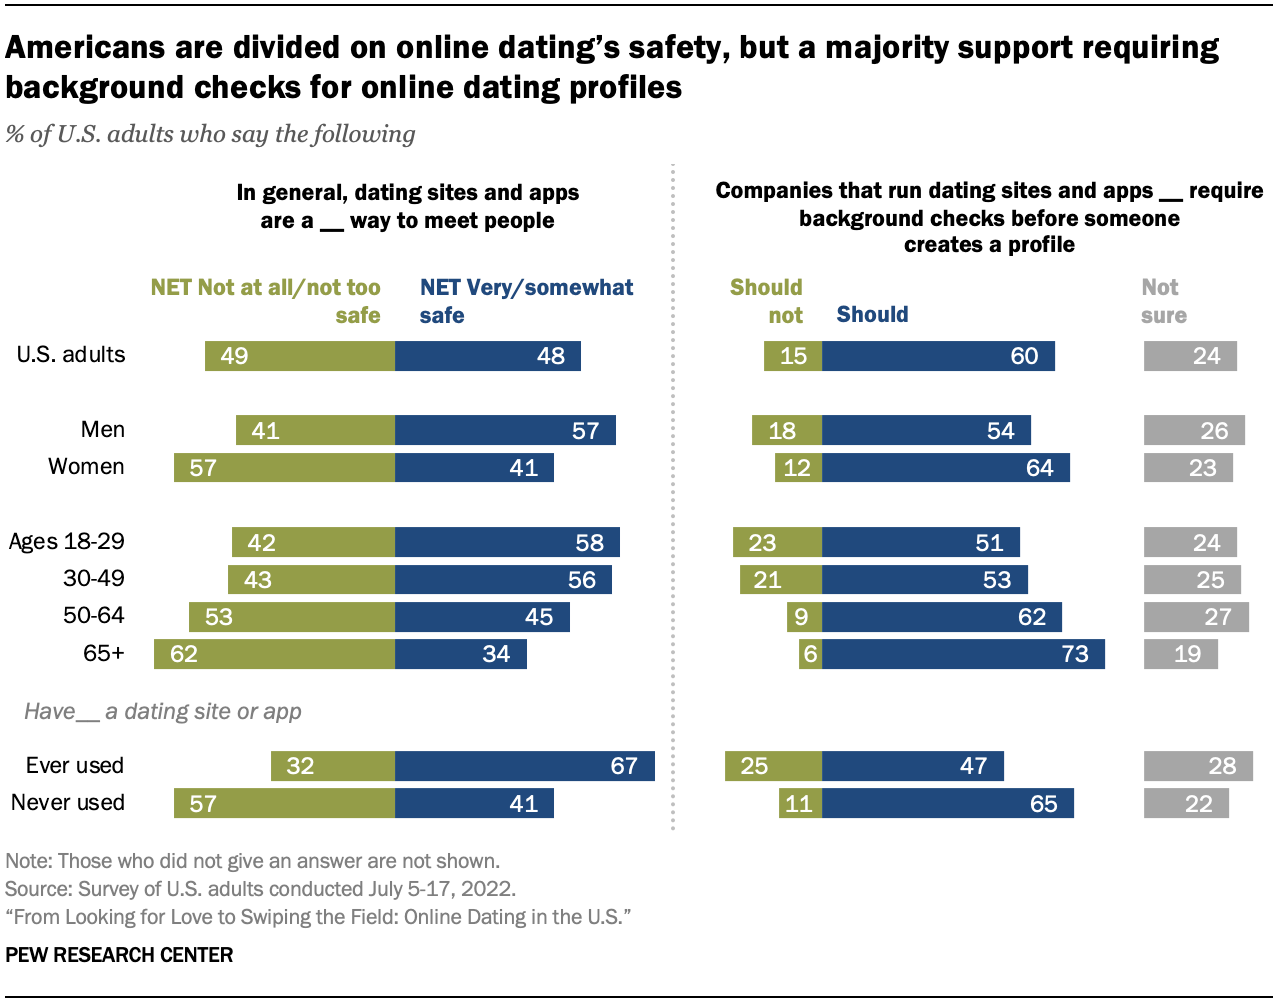 Americans are divided on online dating’s safety, but a majority support requiring
background checks for online dating profiles
% of U.S. adults who say the following
In general, dating sites and apps
are a __ way to meet people
Companies that run dating sites and apps __ require
background checks before someone
creates a profile
NET Not at all/not too
safe
NET Very/somewhat
safe
Should
not
Should
Not
sure
U.S. adults 49 48 15 60 24
Men 41 57 18 54 26
Women 57 41 12 64 23
Ages 18-29 42 58 23 51 24
30-49 43 56 21 53 25
50-64 53 45 9 62 27
65+ 62 34 6 73 19
Have__ a dating site or app
Ever used 32 67 25 47 28
Never used 57 41 11 65 22
Note: Those who did not give an answer are not shown.
Source: Survey of U.S. adults conducted July 5-17, 2022.
“From Looking for Love to Swiping the Field: Online Dating in the U.S.”
PEW RESEARCH CENTER